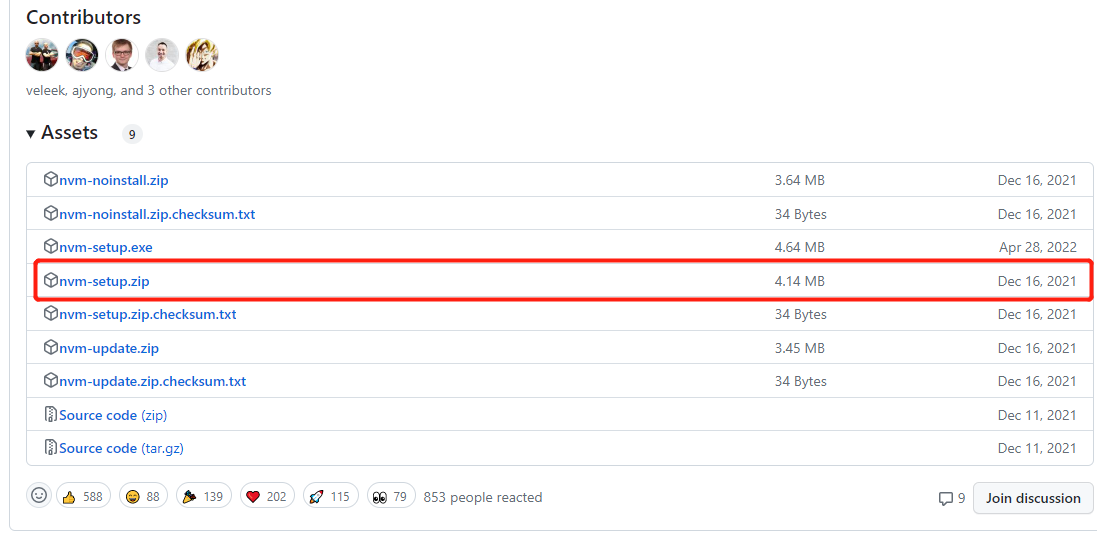 Contributors
veleek, ajyong, and 3 other contributors
Assets 9
nvm-noinstall.zip 3.64 MB Dec 16, 2021
nvm-noinstall.zip.checksum.txt 34 Bytes Dec 16, 2021
nvm-setup.exe 4.64 MB Apr 28, 2022
nvm-setup.zip 4.14 MB Dec 16, 2021
nvm-setup.zip.checksum.txt 34 Bytes Dec 16, 2021
nvm-update.zip 3.45 MB Dec 16, 2021
nvm-update.zip.checksum.txt 34 Bytes Dec 16, 2021
Source code (zip) Dec 11, 2021
Source code (tar.gz) Dec 11, 2021
588 88 139 202 115 79 853 people reacted 9 Join discussion